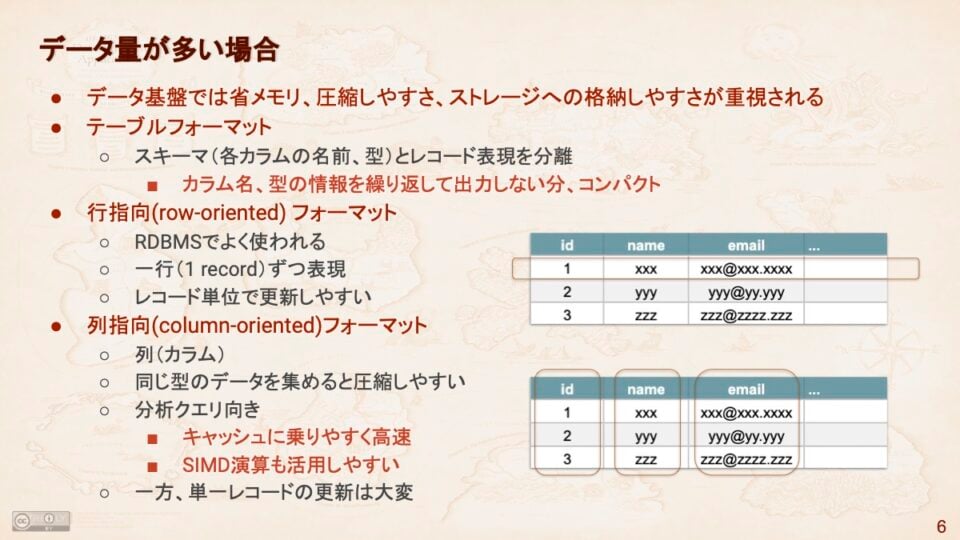 データ量が多い場合
● データ基盤では省メモリ、圧縮しやすさ、ストレージへの格納しやすさが重視される
● テーブルフォーマット
○ スキーマ（各カラムの名前、型）とレコード表現を分離
■ カラム名、型の情報を繰り返して出力しない分、コンパクト
● 行指向(row-oriented) フォーマット
○ RDBMSでよく使われる
○ 一行（1 record）ずつ表現
○ レコード単位で更新しやすい
● 列指向(column-oriented)フォーマット
○ 列（カラム）
○ 同じ型のデータを集めると圧縮しやすい
○ 分析クエリ向き
■ キャッシュに乗りやすく高速
■ SIMD演算も活用しやすい
○ 一方、単一レコードの更新は大変
id name email ...
1 xxx xxx@xxx.xxxx
2 yyy yyy@yy.yyy
3 zzz zzz@zzzz.zzz
id name email ...
1 xxx xxx@xxx.xxxx
2 yyy yyy@yy.yyy
3 zzz zzz@zzzz.zzz
cc
BY
6